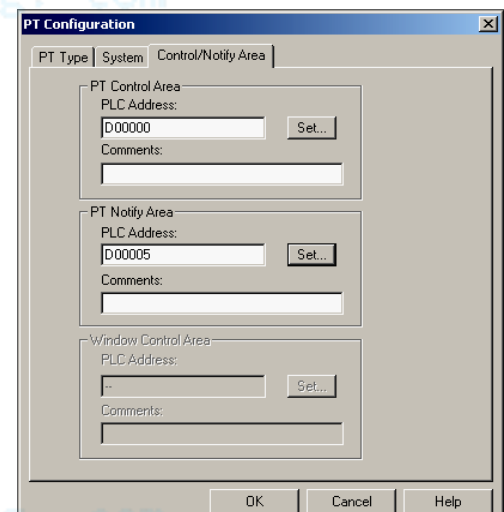 PT Configuration
PT Type System Control/Notify Area
PT Control Area
PLC Address:
D00000 Set...
Comments:
PT Notify Area
PLC Address:
D00005 Set...
Comments:
Window Control Area
PLC Address:
-- Set...
Comments:
OK Cancel Help